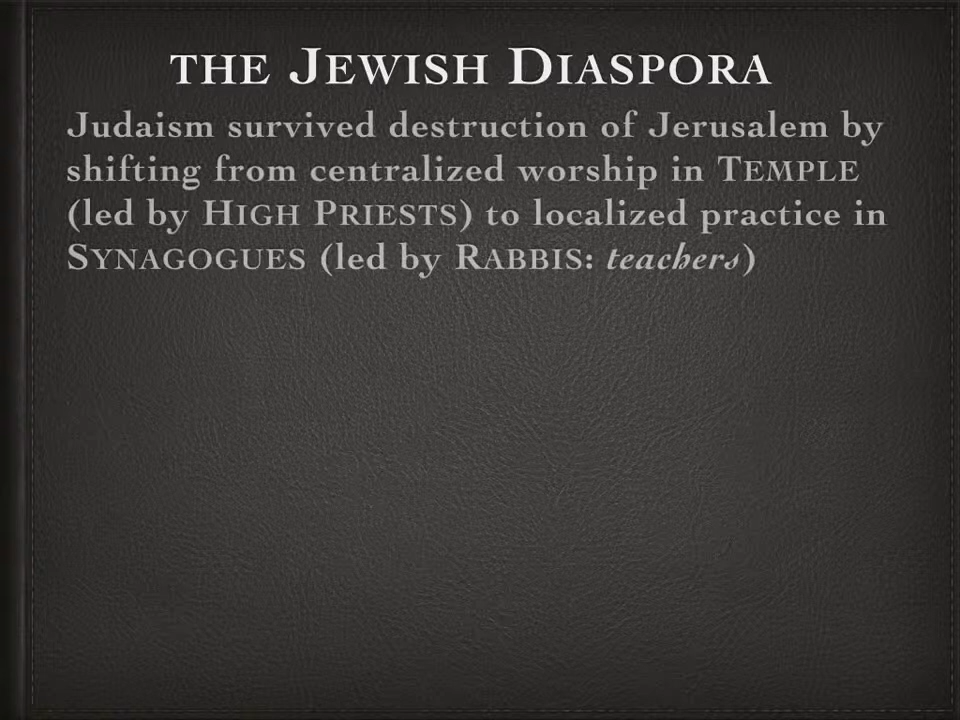 THE JEWISH DIASPORA
Judaism survived destruction of Jerusalem by
shifting from centralized worship in TEMPLE
(led by HIGH PRIESTS) to localized practice in
SYNAGOGUES (led by RABBIS: teachers)